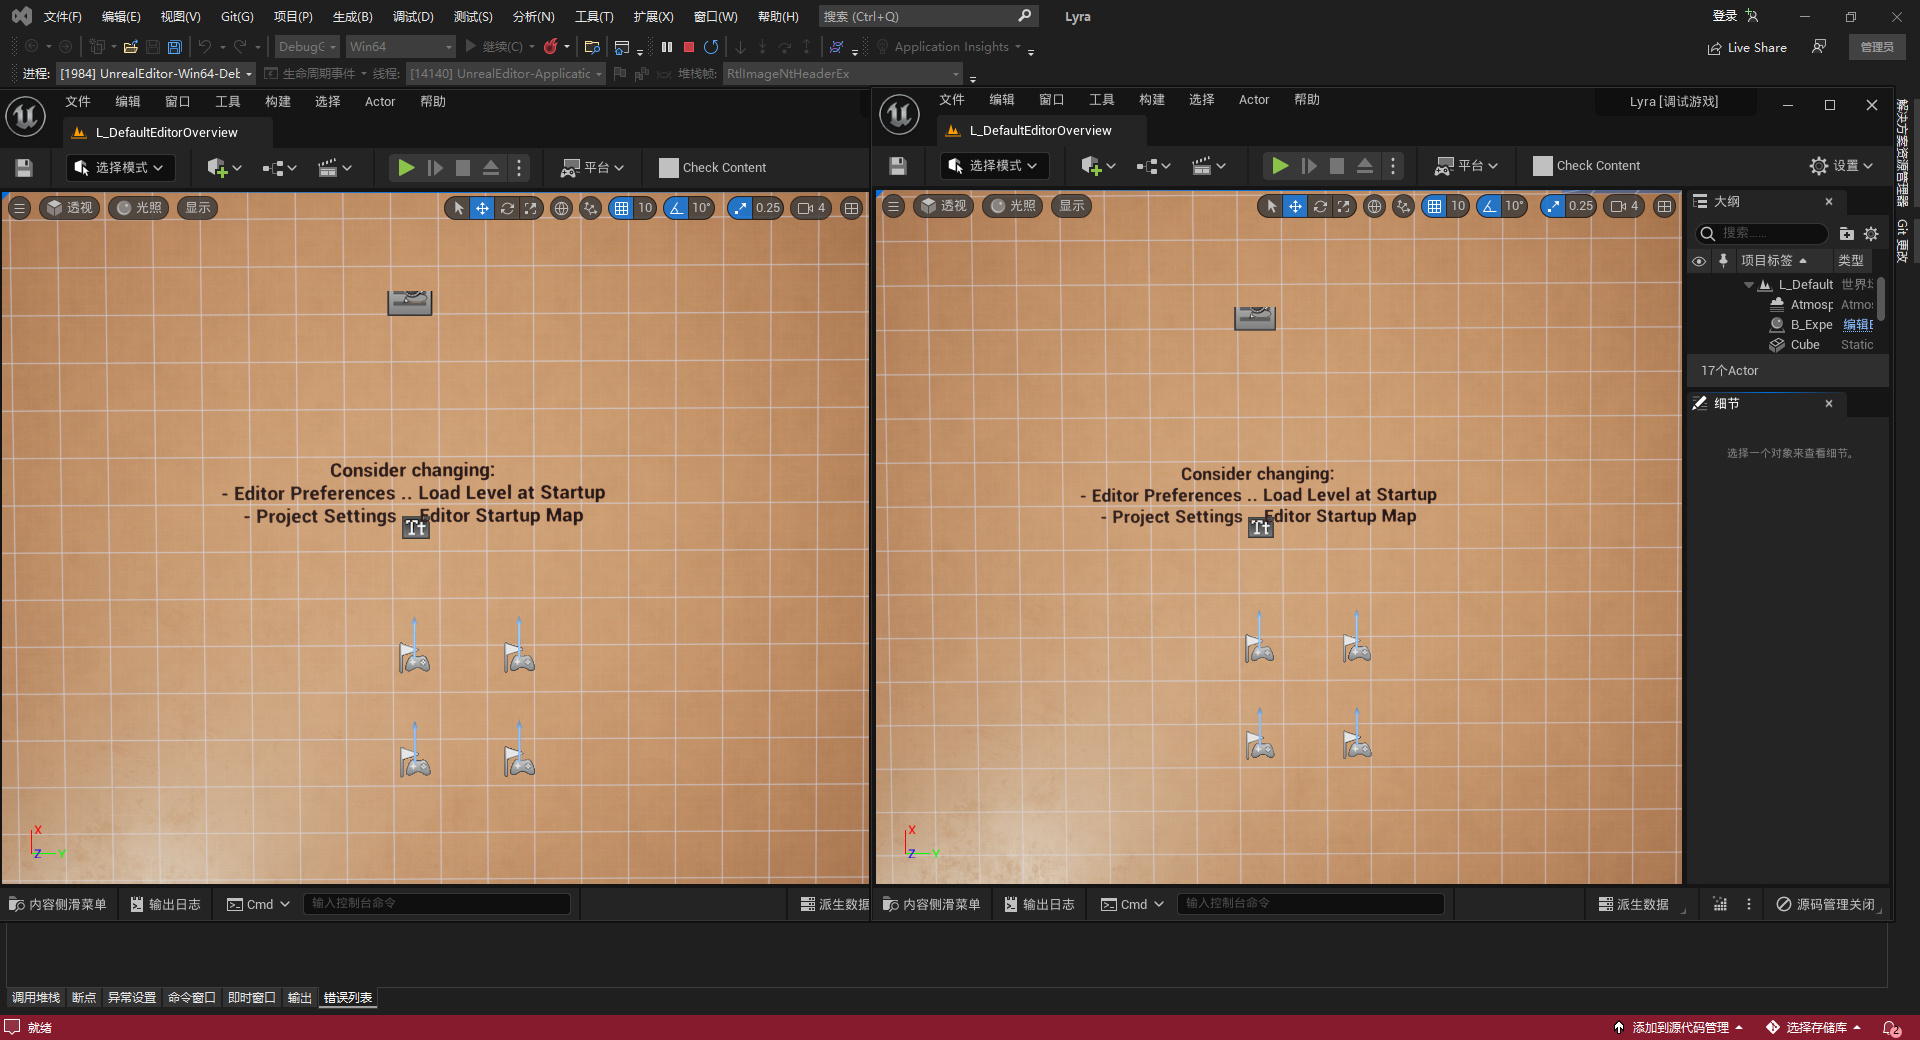 文件(F) 编辑(E) 视图(V) Git(G) 项目(P) 生成(B) 调试(D) 测试(S) 分析(N) 工具(T) 扩展(X) 窗口(W) 帮助(H) 搜索 (Ctrl+Q) Lyra 登录
DebugG Win64 继续(C) Application Insights Live Share 管理员
进程: [1984] UnrealEditor-Win64-Deb 生命周期事件 线程: [14140] UnrealEditor-Applicatic 堆栈帧: RtlImageNtHeaderEx
文件 编辑 窗口 工具 构建 选择 Actor 帮助
L_DefaultEditorOverview
选择模式 平台 Check Content
透视 光照 显示 10 10° 0.25 4
Consider changing:
- Editor Preferences .. Load Level at Startup
- Project Settings .. Editor Startup Map
Tt
X
Z Y
内容侧滑菜单 输出日志 Cmd 输入控制台命令 派生数据
文件 编辑 窗口 工具 构建 选择 Actor 帮助 Lyra [调试游戏]
L_DefaultEditorOverview
选择模式 平台 Check Content 设置
透视 光照 显示 10 10° 0.25 4
Consider changing:
- Editor Preferences .. Load Level at Startup
- Project Settings .. Editor Startup Map
Tt
X
Z Y
大纲
搜索......
项目标签 类型
L_Default 世界
Atmosp Atmo
B_Expe 编辑
Cube Static
17个Actor
细节
选择一个对象来查看细节。
内容侧滑菜单 输出日志 Cmd 输入控制台命令 派生数据 源码管理关闭
解决方案资源管理器
Git 更改
调用堆栈 断点 异常设置 命令窗口 即时窗口 输出 错误列表
就绪 添加到源代码管理 选择存储库 2